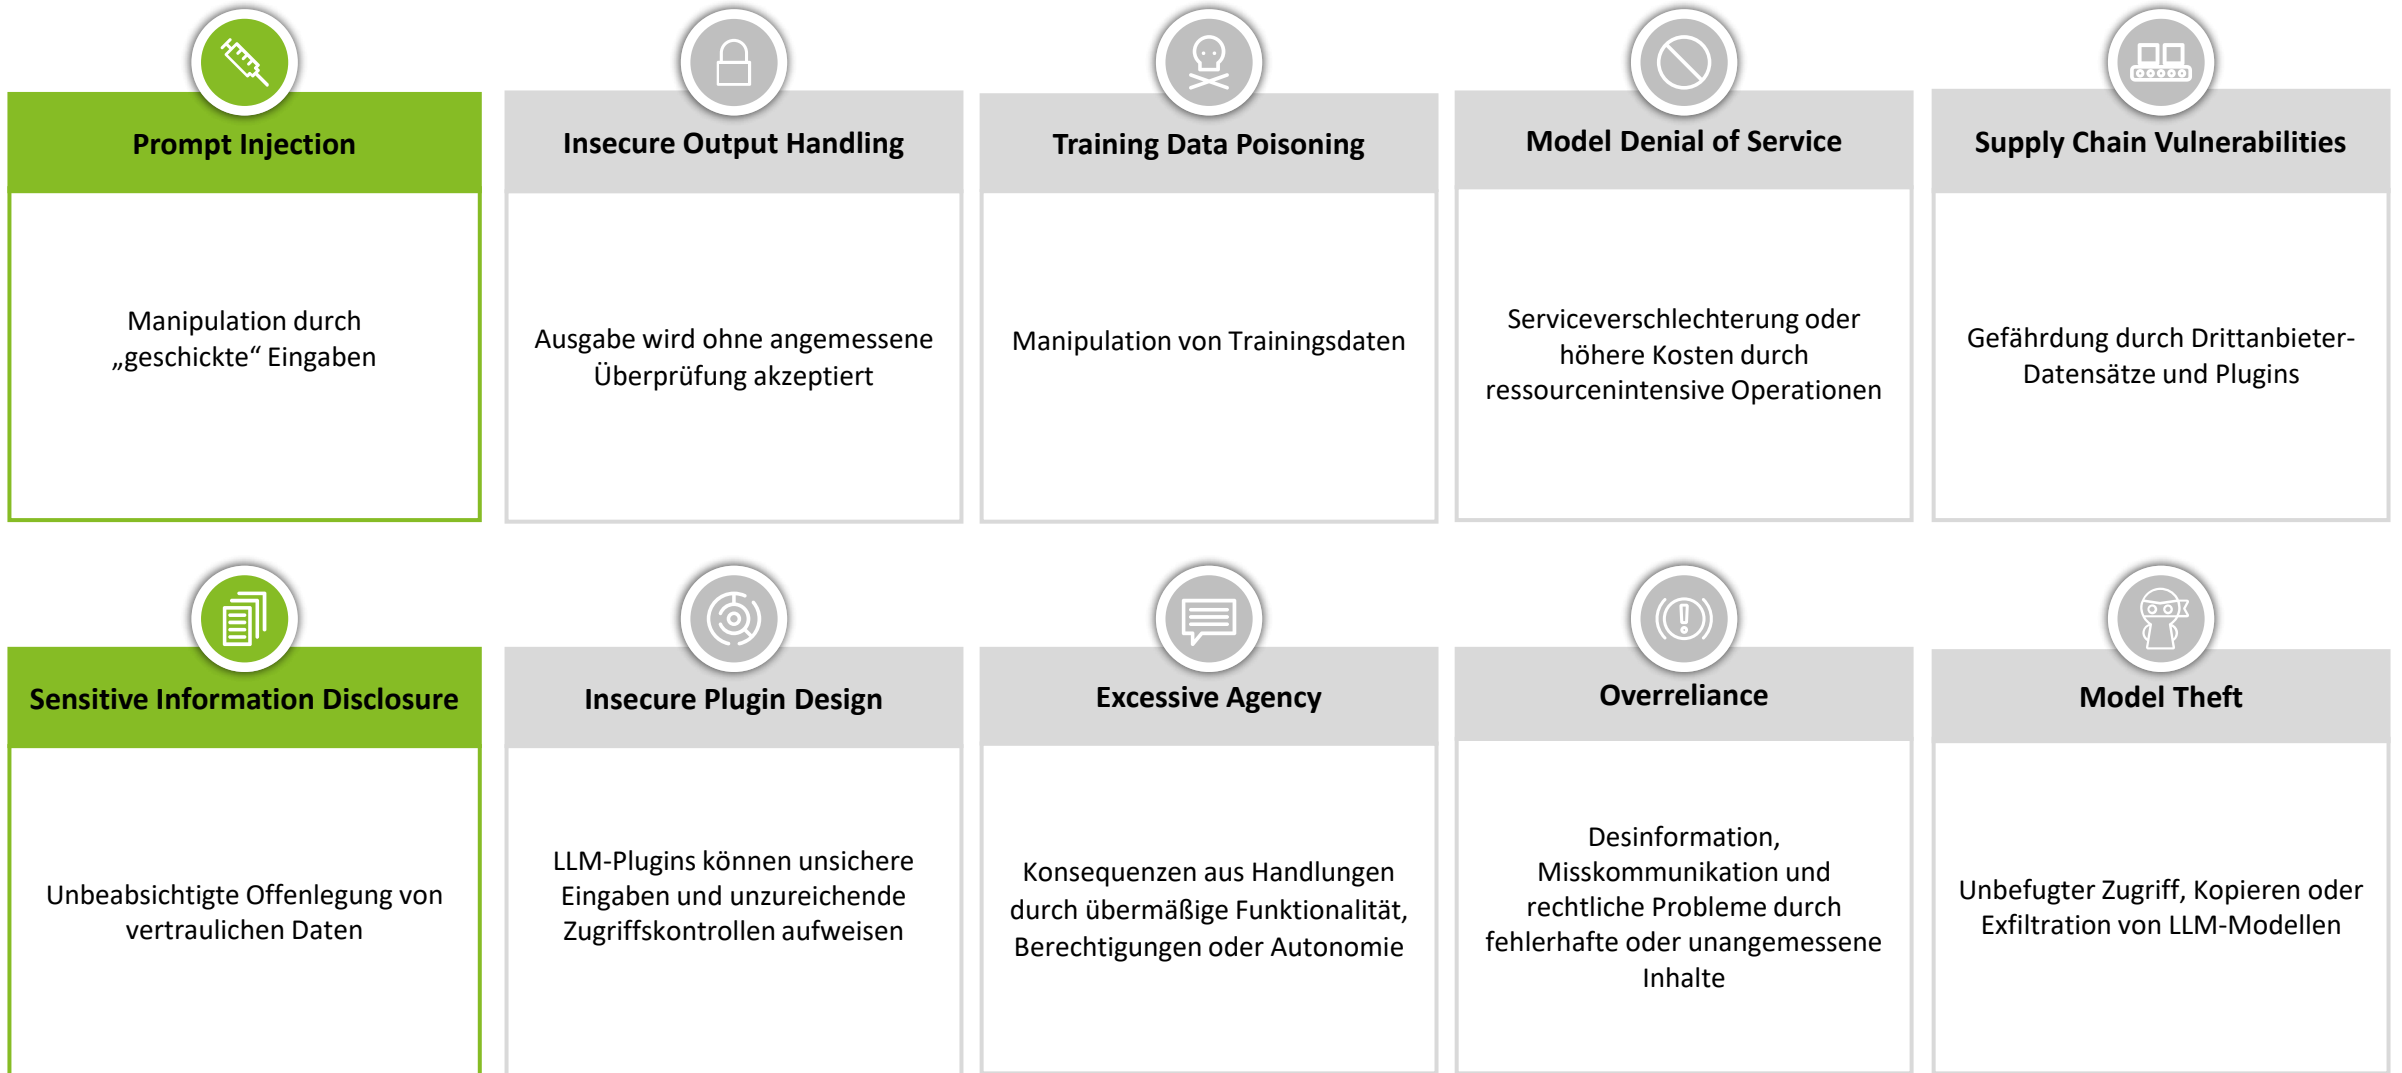 Prompt Injection
Manipulation durch
„geschickte“ Eingaben
Insecure Output Handling
Ausgabe wird ohne angemessene
Überprüfung akzeptiert
Training Data Poisoning
Manipulation von Trainingsdaten
Model Denial of Service
Serviceverschlechterung oder
höhere Kosten durch
ressourcenintensive Operationen
Supply Chain Vulnerabilities
Gefährdung durch Drittanbieter-
Datensätze und Plugins
Sensitive Information Disclosure
Unbeabsichtigte Offenlegung von
vertraulichen Daten
Insecure Plugin Design
LLM-Plugins können unsichere
Eingaben und unzureichende
Zugriffskontrollen aufweisen
Excessive Agency
Konsequenzen aus Handlungen
durch übermäßige Funktionalität,
Berechtigungen oder Autonomie
Overreliance
Desinformation,
Misskommunikation und
rechtliche Probleme durch
fehlerhafte oder unangemessene
Inhalte
Model Theft
Unbefugter Zugriff, Kopieren oder
Exfiltration von LLM-Modellen